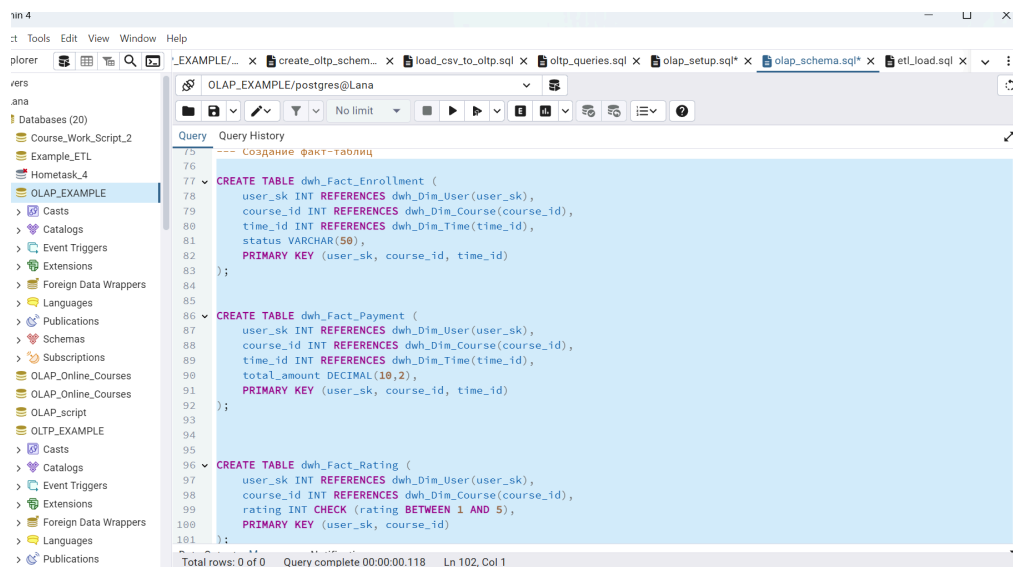 nin 4
ct Tools Edit View Window Help
plorer
P_EXAMPLE/... create_oltp_schem... load_csv_to_oltp.sql oltp_queries.sql olap_setup.sql* olap_schema.sql* etl_load.sql
vers
.ana
Databases (20)
Course_Work_Script_2
Example_ETL
Hometask_4
OLAP_EXAMPLE
Casts
Catalogs
Event Triggers
Extensions
Foreign Data Wrappers
Languages
Publications
Schemas
Subscriptions
OLAP_Online_Courses
OLAP_Online_Courses
OLAP_script
OLTP_EXAMPLE
Casts
Catalogs
Event Triggers
Extensions
Foreign Data Wrappers
Languages
Publications
OLAP_EXAMPLE/postgres@Lana
No limit
Query Query History
75 --- Создание факт-таблиц
76
77 CREATE TABLE dwh_Fact_Enrollment (
78 user_sk INT REFERENCES dwh_Dim_User(user_sk),
79 course_id INT REFERENCES dwh_Dim_Course(course_id),
80 time_id INT REFERENCES dwh_Dim_Time(time_id),
81 status VARCHAR(50),
82 PRIMARY KEY (user_sk, course_id, time_id)
83 );
84
85
86 CREATE TABLE dwh_Fact_Payment (
87 user_sk INT REFERENCES dwh_Dim_User(user_sk),
88 course_id INT REFERENCES dwh_Dim_Course(course_id),
89 time_id INT REFERENCES dwh_Dim_Time(time_id),
90 total_amount DECIMAL(10,2),
91 PRIMARY KEY (user_sk, course_id, time_id)
92 );
93
94
95
96 CREATE TABLE dwh_Fact_Rating (
97 user_sk INT REFERENCES dwh_Dim_User(user_sk),
98 course_id INT REFERENCES dwh_Dim_Course(course_id),
99 rating INT CHECK (rating BETWEEN 1 AND 5),
100 PRIMARY KEY (user_sk, course_id)
101 );
Total rows: 0 of 0 Query complete 00:00:00.118 Ln 102, Col 1